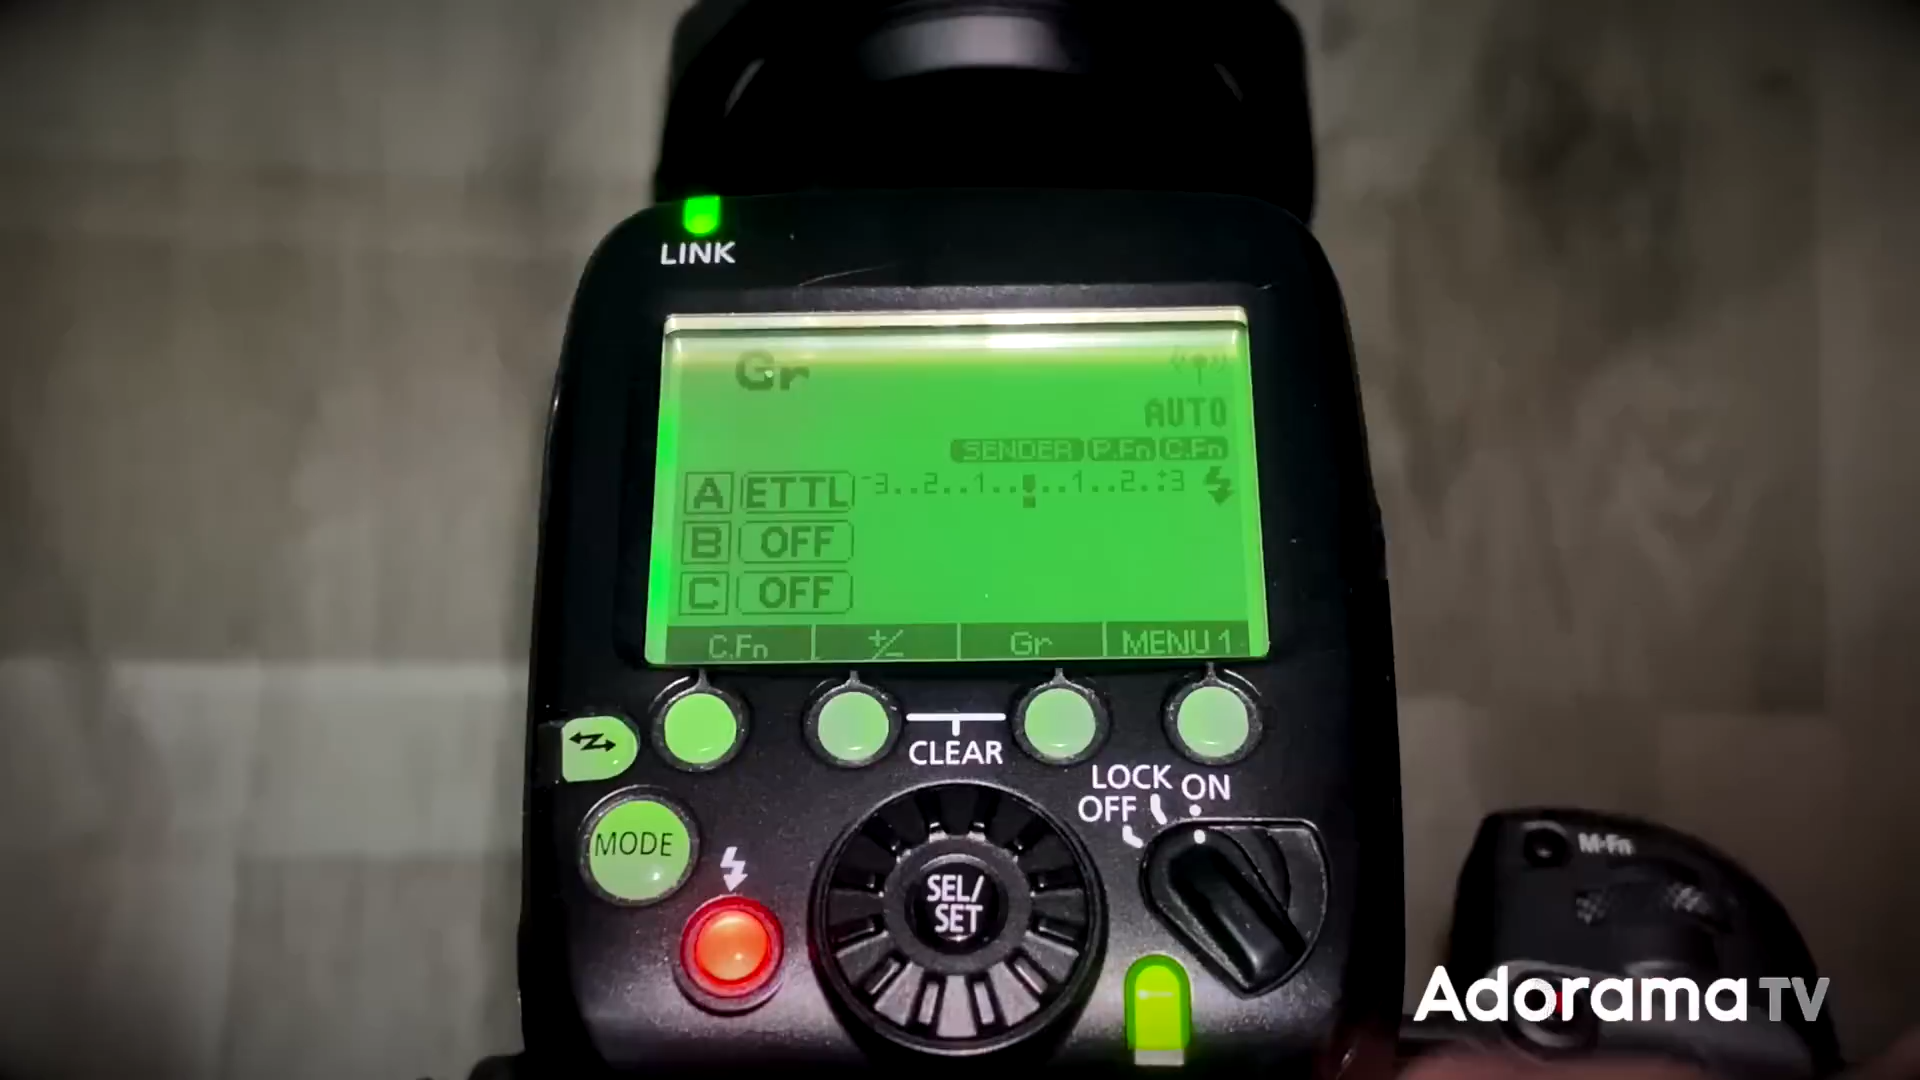 LINK
Gr
AUTO
SENDER P.Fn C.Fn
A ETTL -3..2..1..0..1..2.+3
B OFF
C OFF
C.Fn +/- Gr MENU 1
CLEAR
LOCK
OFF ON
MODE
SEL/
SET
M-Fn
Adorama TV